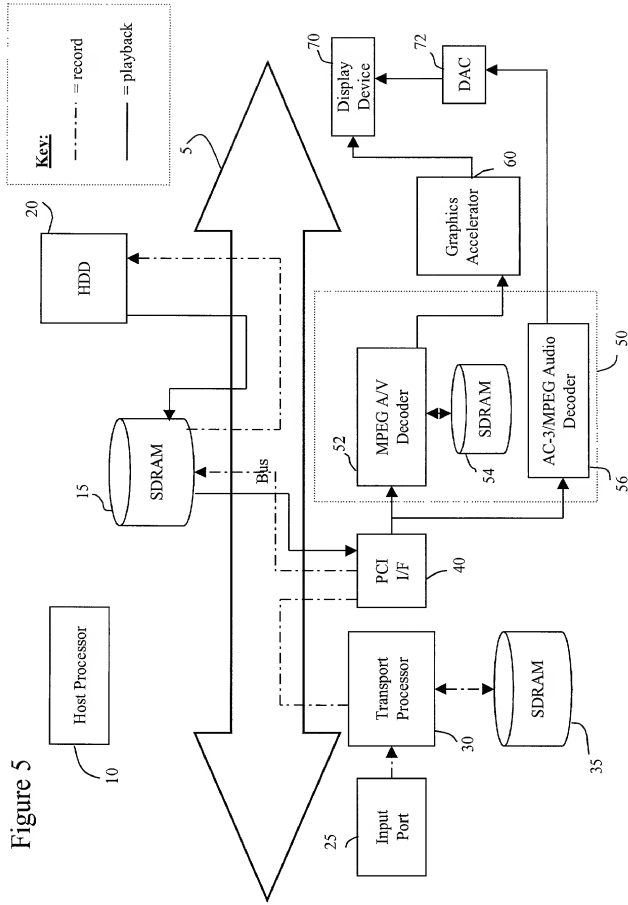 Figure 5
Key:
= record
= playback
Host Processor
10
SDRAM
15
HDD
20
5
Bus
Input
Port
25
Transport
Processor
30
SDRAM
35
PCI
I/F
40
MPEG A/V
Decoder
52
SDRAM
54
AC-3/MPEG Audio
Decoder
56
50
Graphics
Accelerator
60
Display
Device
70
DAC
72